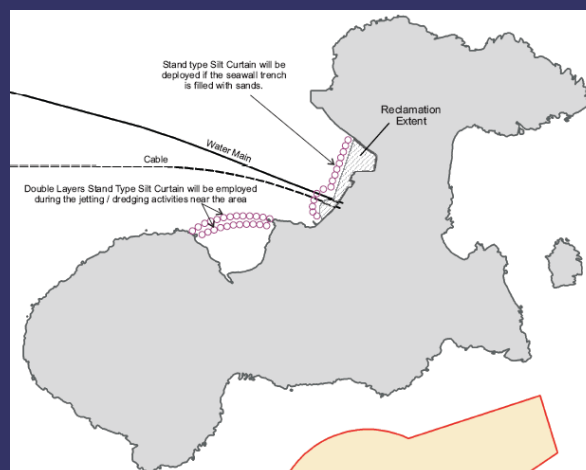 Stand type Silt Curtain will be
deployed if the seawall trench
is filled with sands.
Reclamation
Extent
Water Main
Cable
Double Layers Stand Type Silt Curtain will be employed
during the jetting / dredging activities near the area